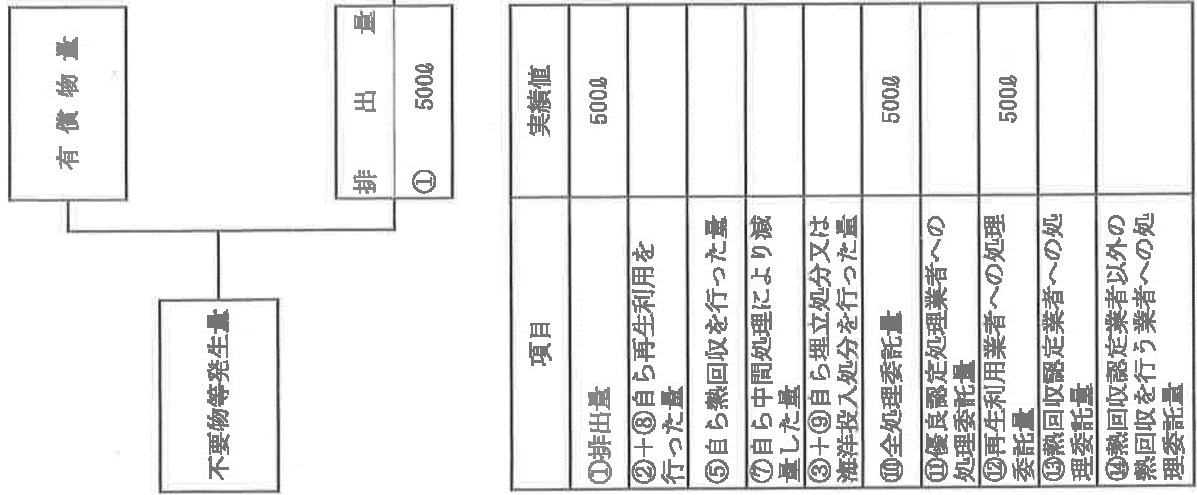 不要物等発生量
有償物量
排出量
① 500ℓ
項目
実績値
①排出量
500ℓ
②＋⑧自ら再生利用を
行った量
⑤自ら熱回収を行った量
⑦自ら中間処理により減
量した量
③＋⑨自ら埋立処分又は
海洋投入処分を行った量
⑩全処理委託量
500ℓ
⑪優良認定処理業者への
処理委託量
⑫再生利用業者への処理
委託量
500ℓ
⑬熱回収認定業者への処
理委託量
⑭熱回収認定業者以外の
熱回収を行う業者への処
理委託量